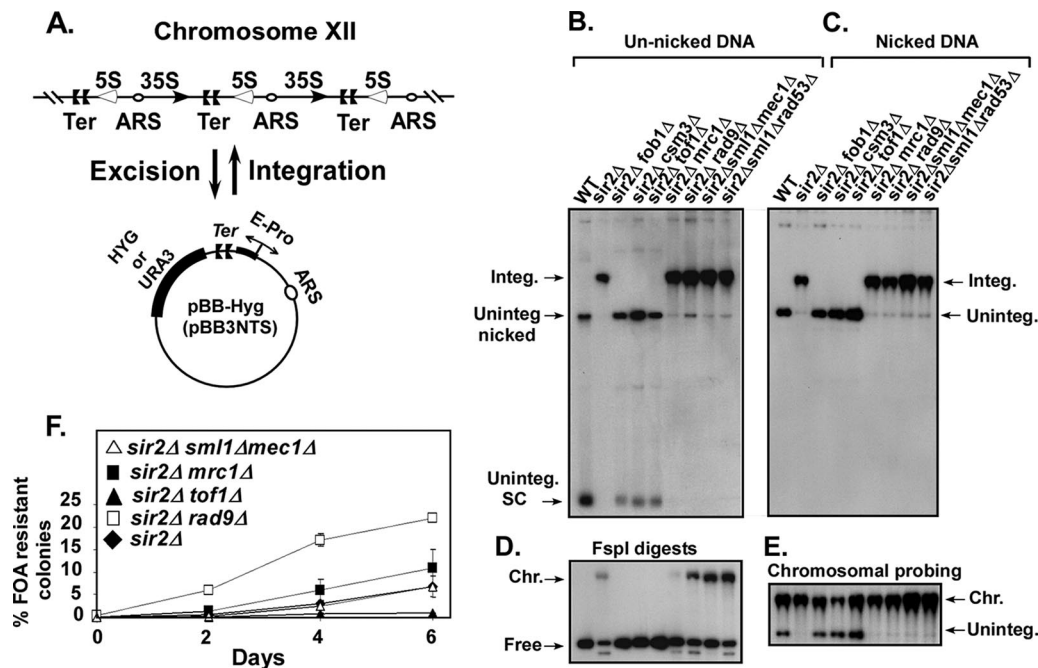 A.
Chromosome XII
5S 35S 5S 35S 5S
Ter ARS Ter ARS Ter ARS
Excision Integration
HYG
or
URA3
Ter
E-Pro
ARS
pBB-Hyg
(pBB3NTS)
B.
Un-nicked DNA
WT
sir2Δ
sir2Δ fob1Δ
sir2Δ csm3Δ
sir2Δ tof1Δ
sir2Δ mrc1Δ
sir2Δ rad9Δ
sir2Δsml1Δmec1Δ
sir2Δsml1Δrad53Δ
Integ.
Uninteg
nicked
Uninteg.
SC
C.
Nicked DNA
WT
sir2Δ
sir2Δ fob1Δ
sir2Δ csm3Δ
sir2Δ tof1Δ
sir2Δ mrc1Δ
sir2Δ rad9Δ
sir2Δsml1Δmec1Δ
sir2Δsml1Δrad53Δ
Integ.
Uninteg.
D.
FspI digests
Chr.
Free
E.
Chromosomal probing
Chr.
Uninteg.
F.
sir2Δ sml1Δmec1Δ
sir2Δ mrc1Δ
sir2Δ tof1Δ
sir2Δ rad9Δ
sir2Δ
% FOA resistant
colonies
25
20
15
10
5
0
0 2 4 6
Days